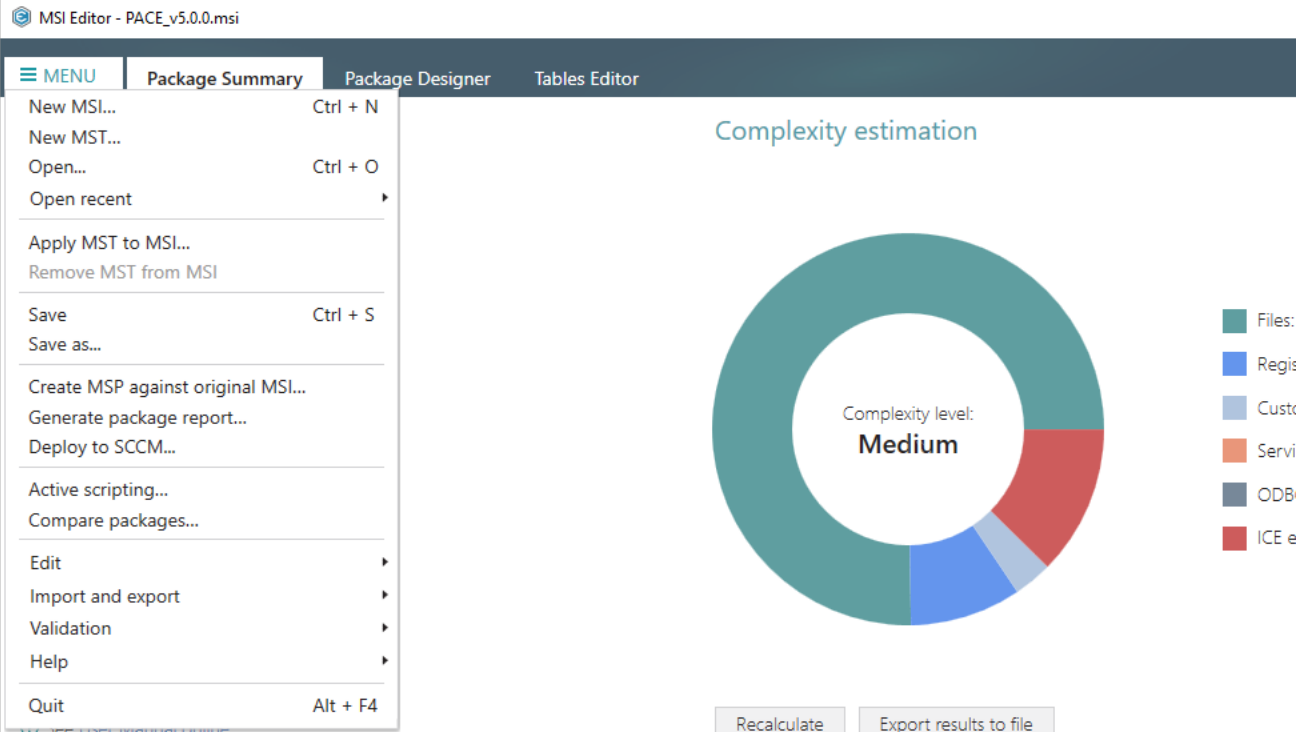 MSI Editor - PACE_v5.0.0.msi
MENU
Package Summary
Package Designer
Tables Editor
New MSI... Ctrl + N
New MST...
Open... Ctrl + O
Open recent
Apply MST to MSI...
Remove MST from MSI
Save Ctrl + S
Save as...
Create MSP against original MSI...
Generate package report...
Deploy to SCCM...
Active scripting...
Compare packages...
Edit
Import and export
Validation
Help
Quit Alt + F4
Complexity estimation
Complexity level:
Medium
Files:
ICE
Recalculate
Export results to file